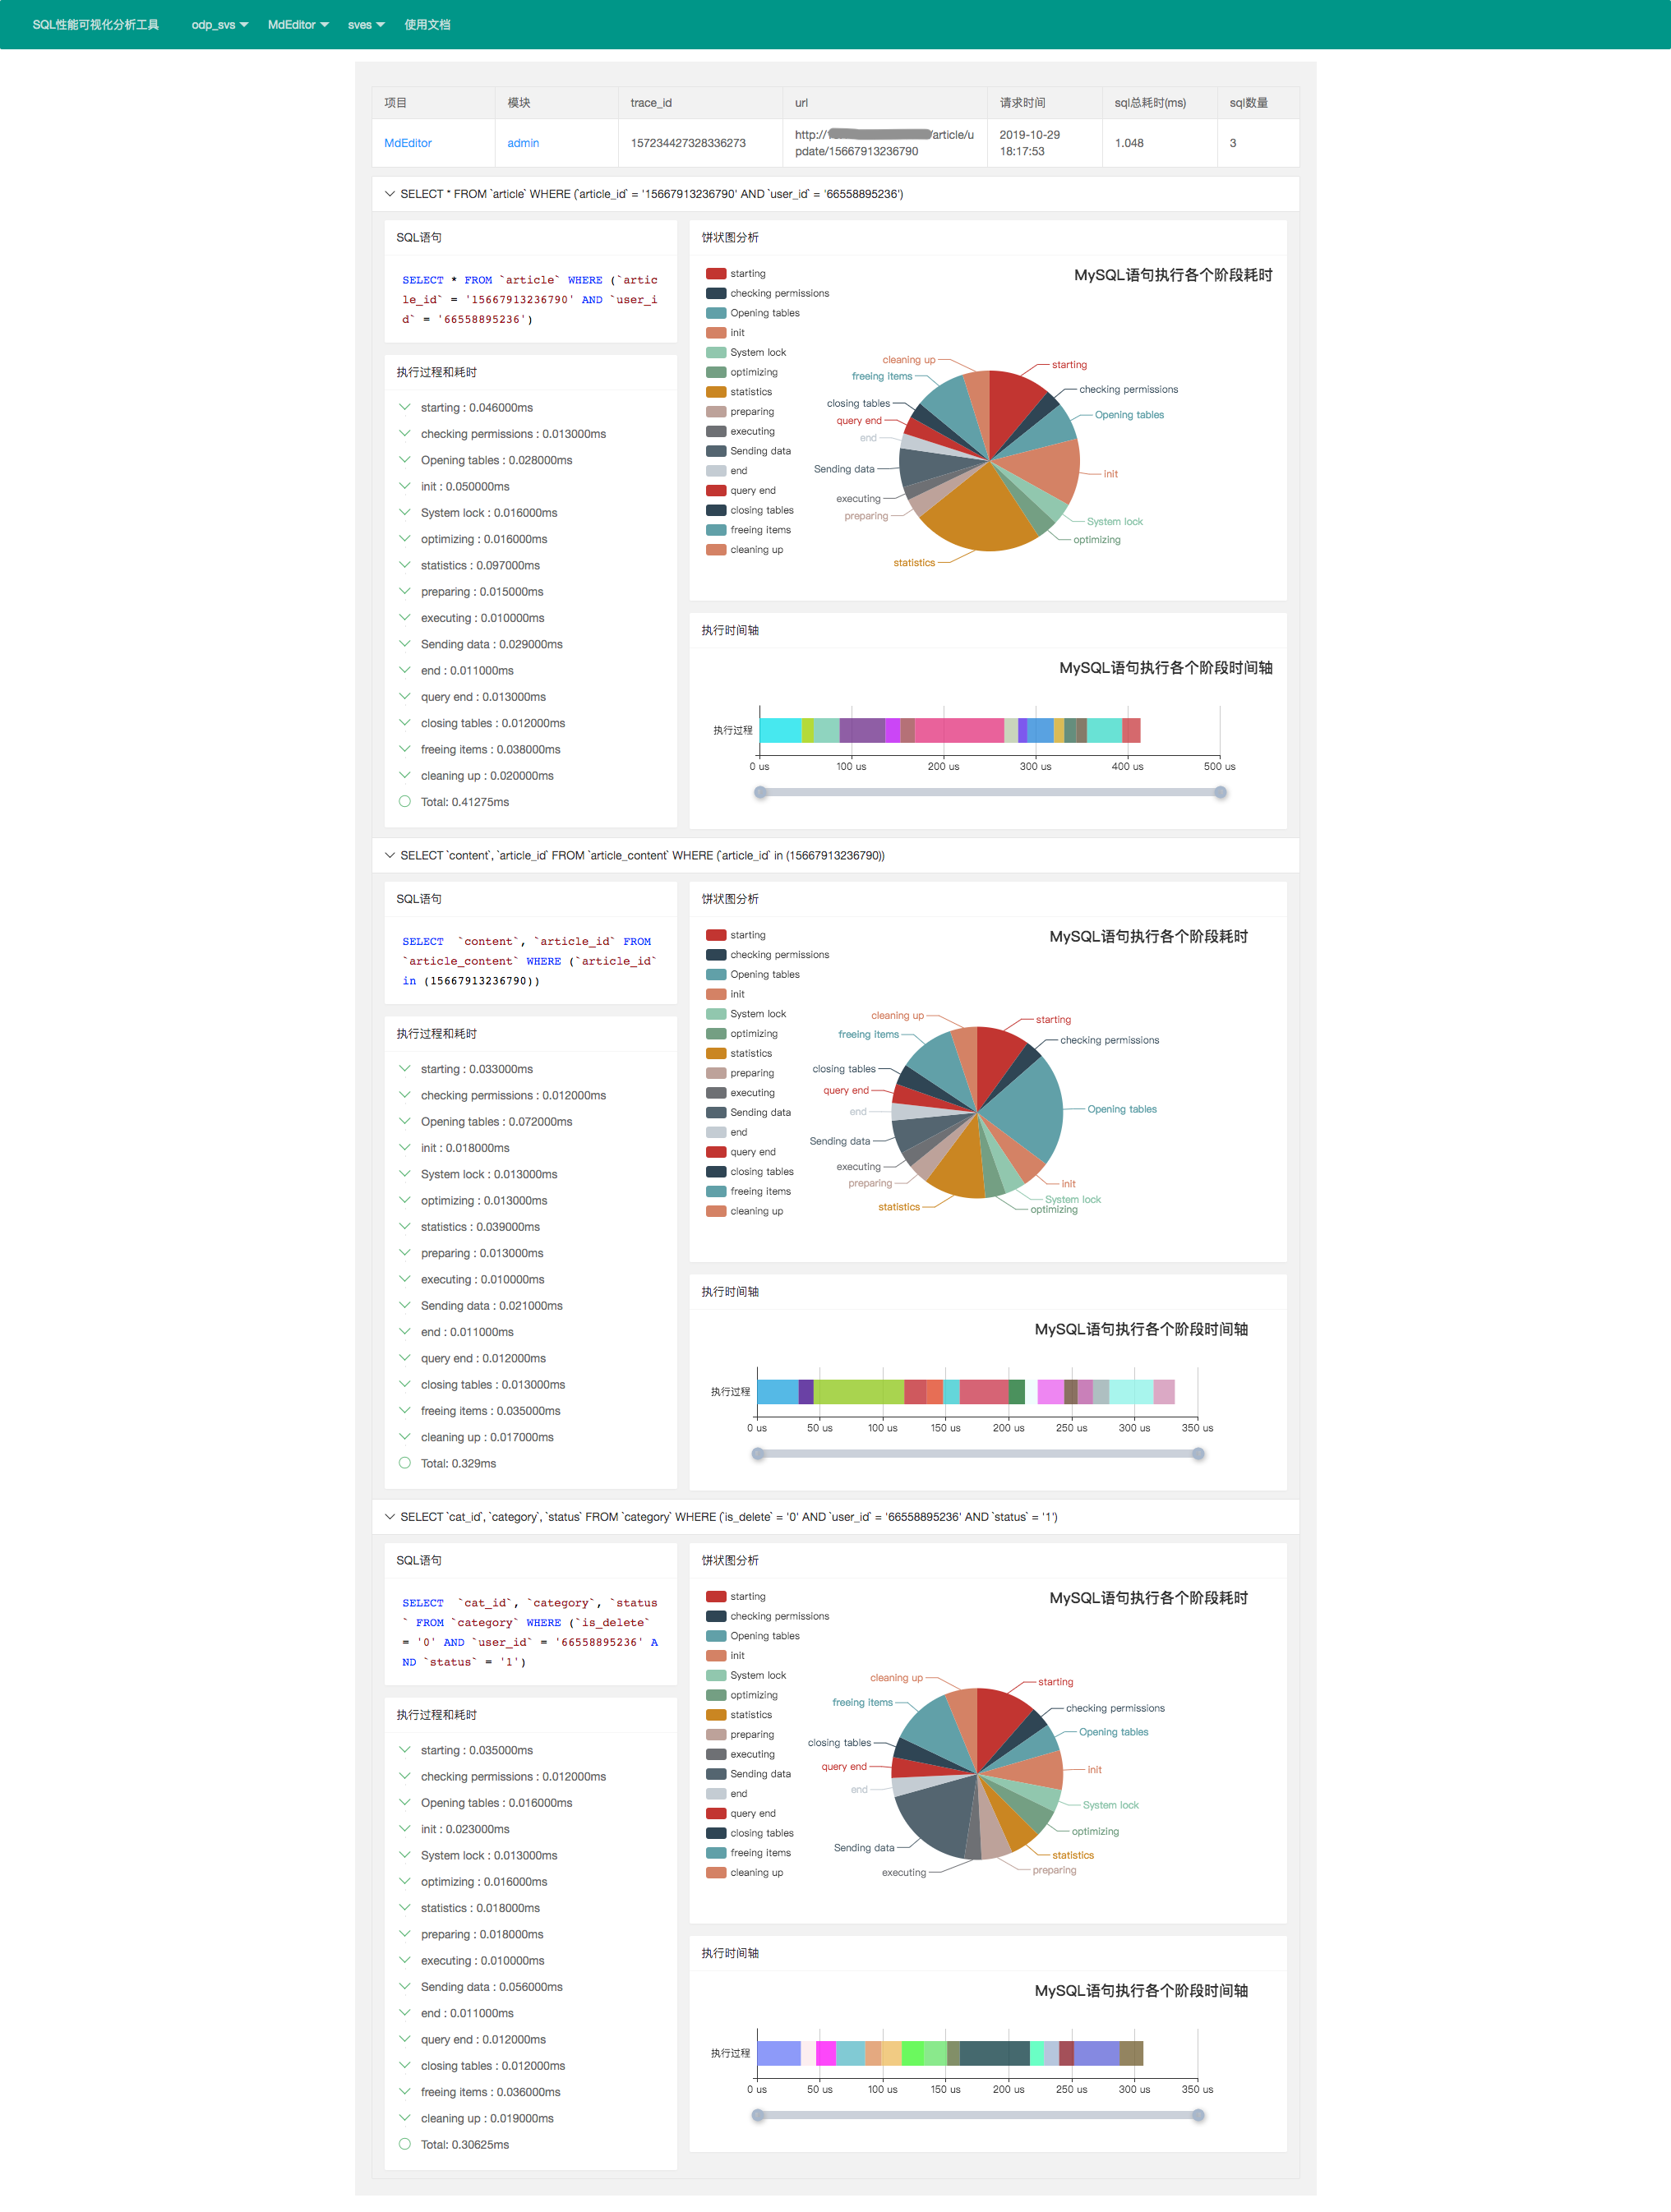 SQL性能可视化分析工具 odp_svs MdEditor sves 使用文档
项目 模块 trace_id url 请求时间 sql总耗时(ms) sql数量
MdEditor admin 157234427328336273 http:// /article/u 2019-10-29 1.048 3
pdate/15667913236790 18:17:53
SELECT * FROM `article` WHERE (`article_id` = '15667913236790' AND `user_id` = '66558895236')
SQL语句
SELECT * FROM `article` WHERE (`artic
le_id` = '15667913236790' AND `user_i
d` = '66558895236')
执行过程和耗时
starting : 0.046000ms
checking permissions : 0.013000ms
Opening tables : 0.028000ms
init : 0.050000ms
System lock : 0.016000ms
optimizing : 0.016000ms
statistics : 0.097000ms
preparing : 0.015000ms
executing : 0.010000ms
Sending data : 0.029000ms
end : 0.011000ms
query end : 0.013000ms
closing tables : 0.012000ms
freeing items : 0.038000ms
cleaning up : 0.020000ms
Total: 0.41275ms
饼状图分析
MySQL语句执行各个阶段耗时
starting
checking permissions
Opening tables
init
System lock
optimizing
statistics
preparing
executing
Sending data
end
query end
closing tables
freeing items
cleaning up
starting
checking permissions
Opening tables
init
System lock
optimizing
statistics
preparing
executing
Sending data
end
query end
closing tables
freeing items
cleaning up
执行时间轴
MySQL语句执行各个阶段时间轴
执行过程
0 us 100 us 200 us 300 us 400 us 500 us
SELECT `content`, `article_id` FROM `article_content` WHERE (`article_id` in (15667913236790))
SQL语句
SELECT  `content`, `article_id` FROM
`article_content` WHERE (`article_id`
in (15667913236790))
执行过程和耗时
starting : 0.033000ms
checking permissions : 0.012000ms
Opening tables : 0.072000ms
init : 0.018000ms
System lock : 0.013000ms
optimizing : 0.013000ms
statistics : 0.039000ms
preparing : 0.013000ms
executing : 0.010000ms
Sending data : 0.021000ms
end : 0.011000ms
query end : 0.012000ms
closing tables : 0.013000ms
freeing items : 0.035000ms
cleaning up : 0.017000ms
Total: 0.329ms
饼状图分析
MySQL语句执行各个阶段耗时
starting
checking permissions
Opening tables
init
System lock
optimizing
statistics
preparing
executing
Sending data
end
query end
closing tables
freeing items
cleaning up
starting
checking permissions
Opening tables
init
System lock
optimizing
statistics
preparing
executing
Sending data
end
query end
closing tables
freeing items
cleaning up
执行时间轴
MySQL语句执行各个阶段时间轴
执行过程
0 us 50 us 100 us 150 us 200 us 250 us 300 us 350 us
SELECT `cat_id`, `category`, `status` FROM `category` WHERE (`is_delete` = '0' AND `user_id` = '66558895236' AND `status` = '1')
SQL语句
SELECT  `cat_id`, `category`, `status
` FROM `category` WHERE (`is_delete`
= '0' AND `user_id` = '66558895236' A
ND `status` = '1')
执行过程和耗时
starting : 0.035000ms
checking permissions : 0.012000ms
Opening tables : 0.016000ms
init : 0.023000ms
System lock : 0.013000ms
optimizing : 0.016000ms
statistics : 0.018000ms
preparing : 0.018000ms
executing : 0.010000ms
Sending data : 0.056000ms
end : 0.011000ms
query end : 0.012000ms
closing tables : 0.012000ms
freeing items : 0.036000ms
cleaning up : 0.019000ms
Total: 0.30625ms
饼状图分析
MySQL语句执行各个阶段耗时
starting
checking permissions
Opening tables
init
System lock
optimizing
statistics
preparing
executing
Sending data
end
query end
closing tables
freeing items
cleaning up
starting
checking permissions
Opening tables
init
System lock
optimizing
statistics
preparing
executing
Sending data
end
query end
closing tables
freeing items
cleaning up
执行时间轴
MySQL语句执行各个阶段时间轴
执行过程
0 us 50 us 100 us 150 us 200 us 250 us 300 us 350 us